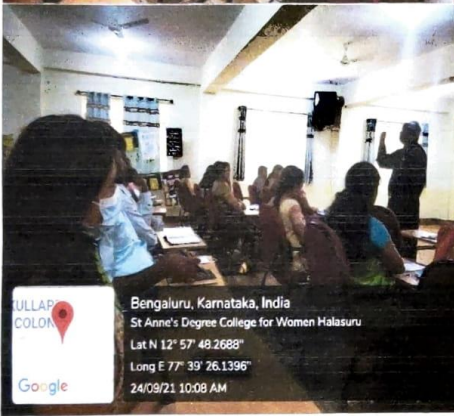 KULLAP
COLON
Google
Bengaluru, Karnataka, India
St Anne's Degree College for Women Halasuru
Lat N 12° 57' 48.2688"
Long E 77° 39' 26.1396"
24/09/21 10:08 AM